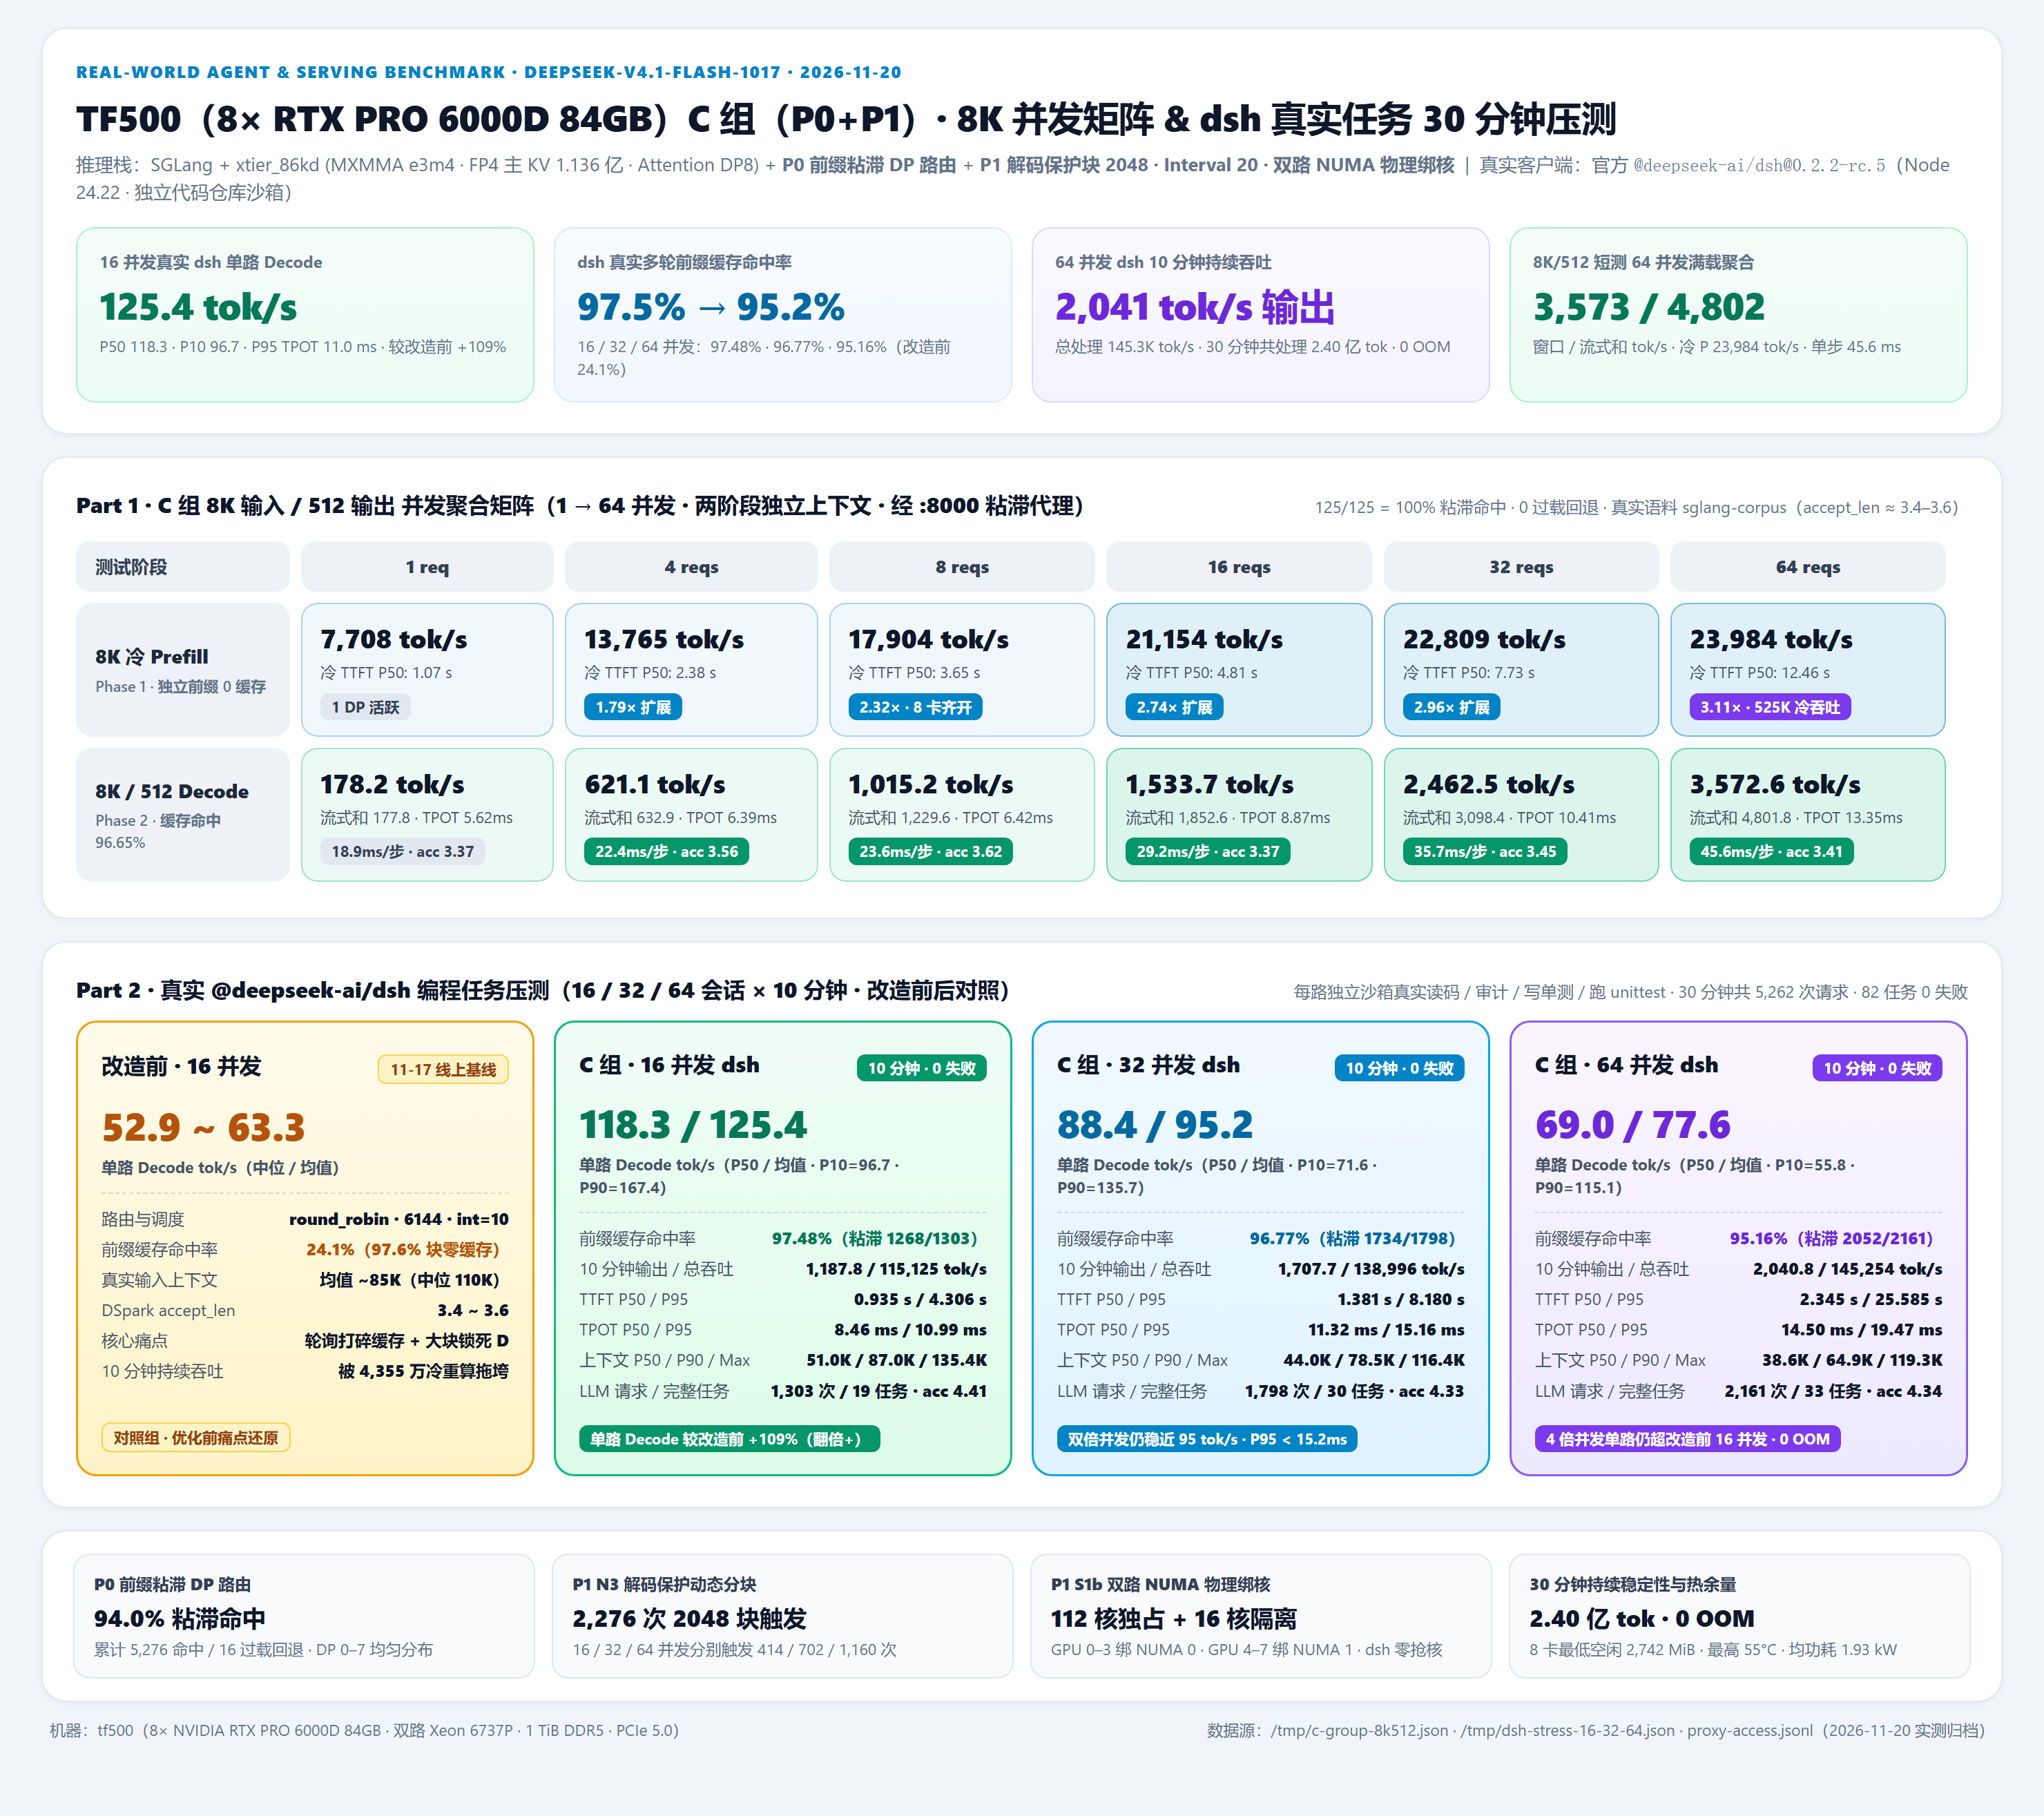 REAL-WORLD AGENT & SERVING BENCHMARK · DEEPSEEK-V4.1-FLASH-1017 · 2026-11-20
TF500（8× RTX PRO 6000D 84GB）C 组（P0+P1）· 8K 并发矩阵 & dsh 真实任务 30 分钟压测
推理栈：SGLang + xtier_86kd (MXMMA e3m4 · FP4 主 KV 1.136 亿 · Attention DP8) + P0 前缀粘滞 DP 路由 + P1 解码保护块 2048 · Interval 20 · 双路 NUMA 物理绑核 | 真实客户端：官方 @deepseek-ai/dsh@0.2.2-rc.5（Node
24.22 · 独立代码仓库沙箱）
16 并发真实 dsh 单路 Decode
125.4 tok/s
P50 118.3 · P10 96.7 · P95 TPOT 11.0 ms · 较改造前 +109%
dsh 真实多轮前缀缓存命中率
97.5% → 95.2%
16 / 32 / 64 并发：97.48% · 96.77% · 95.16%（改造前
24.1%）
64 并发 dsh 10 分钟持续吞吐
2,041 tok/s 输出
总处理 145.3K tok/s · 30 分钟共处理 2.40 亿 tok · 0 OOM
8K/512 短测 64 并发满载聚合
3,573 / 4,802
窗口 / 流式和 tok/s · 冷 P 23,984 tok/s · 单步 45.6 ms
Part 1 · C 组 8K 输入 / 512 输出 并发聚合矩阵（1 → 64 并发 · 两阶段独立上下文 · 经 :8000 粘滞代理）
125/125 = 100% 粘滞命中 · 0 过载回退 · 真实语料 sglang-corpus（accept_len ≈ 3.4–3.6）
测试阶段
1 req
4 reqs
8 reqs
16 reqs
32 reqs
64 reqs
8K 冷 Prefill
Phase 1 · 独立前缀 0 缓存
7,708 tok/s
冷 TTFT P50: 1.07 s
1 DP 活跃
13,765 tok/s
冷 TTFT P50: 2.38 s
1.79× 扩展
17,904 tok/s
冷 TTFT P50: 3.65 s
2.32× · 8 卡齐开
21,154 tok/s
冷 TTFT P50: 4.81 s
2.74× 扩展
22,809 tok/s
冷 TTFT P50: 7.73 s
2.96× 扩展
23,984 tok/s
冷 TTFT P50: 12.46 s
3.11× · 525K 冷吞吐
8K / 512 Decode
Phase 2 · 缓存命中
96.65%
178.2 tok/s
流式和 177.8 · TPOT 5.62ms
18.9ms/步 · acc 3.37
621.1 tok/s
流式和 632.9 · TPOT 6.39ms
22.4ms/步 · acc 3.56
1,015.2 tok/s
流式和 1,229.6 · TPOT 6.42ms
23.6ms/步 · acc 3.62
1,533.7 tok/s
流式和 1,852.6 · TPOT 8.87ms
29.2ms/步 · acc 3.37
2,462.5 tok/s
流式和 3,098.4 · TPOT 10.41ms
35.7ms/步 · acc 3.45
3,572.6 tok/s
流式和 4,801.8 · TPOT 13.35ms
45.6ms/步 · acc 3.41
Part 2 · 真实 @deepseek-ai/dsh 编程任务压测（16 / 32 / 64 会话 × 10 分钟 · 改造前后对照）
每路独立沙箱真实读码 / 审计 / 写单测 / 跑 unittest · 30 分钟共 5,262 次请求 · 82 任务 0 失败
改造前 · 16 并发
11-17 线上基线
52.9 ~ 63.3
单路 Decode tok/s（中位 / 均值）
路由与调度 round_robin · 6144 · int=10
前缀缓存命中率 24.1%（97.6% 块零缓存）
真实输入上下文 均值 ~85K（中位 110K）
DSpark accept_len 3.4 ~ 3.6
核心痛点 轮询打碎缓存 + 大块锁死 D
10 分钟持续吞吐 被 4,355 万冷重算拖垮
对照组 · 优化前痛点还原
C 组 · 16 并发 dsh
10 分钟 · 0 失败
118.3 / 125.4
单路 Decode tok/s（P50 / 均值 · P10=96.7 ·
P90=167.4）
前缀缓存命中率 97.48%（粘滞 1268/1303）
10 分钟输出 / 总吞吐 1,187.8 / 115,125 tok/s
TTFT P50 / P95 0.935 s / 4.306 s
TPOT P50 / P95 8.46 ms / 10.99 ms
上下文 P50 / P90 / Max 51.0K / 87.0K / 135.4K
LLM 请求 / 完整任务 1,303 次 / 19 任务 · acc 4.41
单路 Decode 较改造前 +109%（翻倍+）
C 组 · 32 并发 dsh
10 分钟 · 0 失败
88.4 / 95.2
单路 Decode tok/s（P50 / 均值 · P10=71.6 ·
P90=135.7）
前缀缓存命中率 96.77%（粘滞 1734/1798）
10 分钟输出 / 总吞吐 1,707.7 / 138,996 tok/s
TTFT P50 / P95 1.381 s / 8.180 s
TPOT P50 / P95 11.32 ms / 15.16 ms
上下文 P50 / P90 / Max 44.0K / 78.5K / 116.4K
LLM 请求 / 完整任务 1,798 次 / 30 任务 · acc 4.33
双倍并发仍稳近 95 tok/s · P95 < 15.2ms
C 组 · 64 并发 dsh
10 分钟 · 0 失败
69.0 / 77.6
单路 Decode tok/s（P50 / 均值 · P10=55.8 ·
P90=115.1）
前缀缓存命中率 95.16%（粘滞 2052/2161）
10 分钟输出 / 总吞吐 2,040.8 / 145,254 tok/s
TTFT P50 / P95 2.345 s / 25.585 s
TPOT P50 / P95 14.50 ms / 19.47 ms
上下文 P50 / P90 / Max 38.6K / 64.9K / 119.3K
LLM 请求 / 完整任务 2,161 次 / 33 任务 · acc 4.34
4 倍并发单路仍超改造前 16 并发 · 0 OOM
P0 前缀粘滞 DP 路由
94.0% 粘滞命中
累计 5,276 命中 / 16 过载回退 · DP 0–7 均匀分布
P1 N3 解码保护动态分块
2,276 次 2048 块触发
16 / 32 / 64 并发分别触发 414 / 702 / 1,160 次
P1 S1b 双路 NUMA 物理绑核
112 核独占 + 16 核隔离
GPU 0–3 绑 NUMA 0 · GPU 4–7 绑 NUMA 1 · dsh 零抢核
30 分钟持续稳定性与热余量
2.40 亿 tok · 0 OOM
8 卡最低空闲 2,742 MiB · 最高 55°C · 均功耗 1.93 kW
机器：tf500（8× NVIDIA RTX PRO 6000D 84GB · 双路 Xeon 6737P · 1 TiB DDR5 · PCIe 5.0）
数据源：/tmp/c-group-8k512.json · /tmp/dsh-stress-16-32-64.json · proxy-access.jsonl（2026-11-20 实测归档）